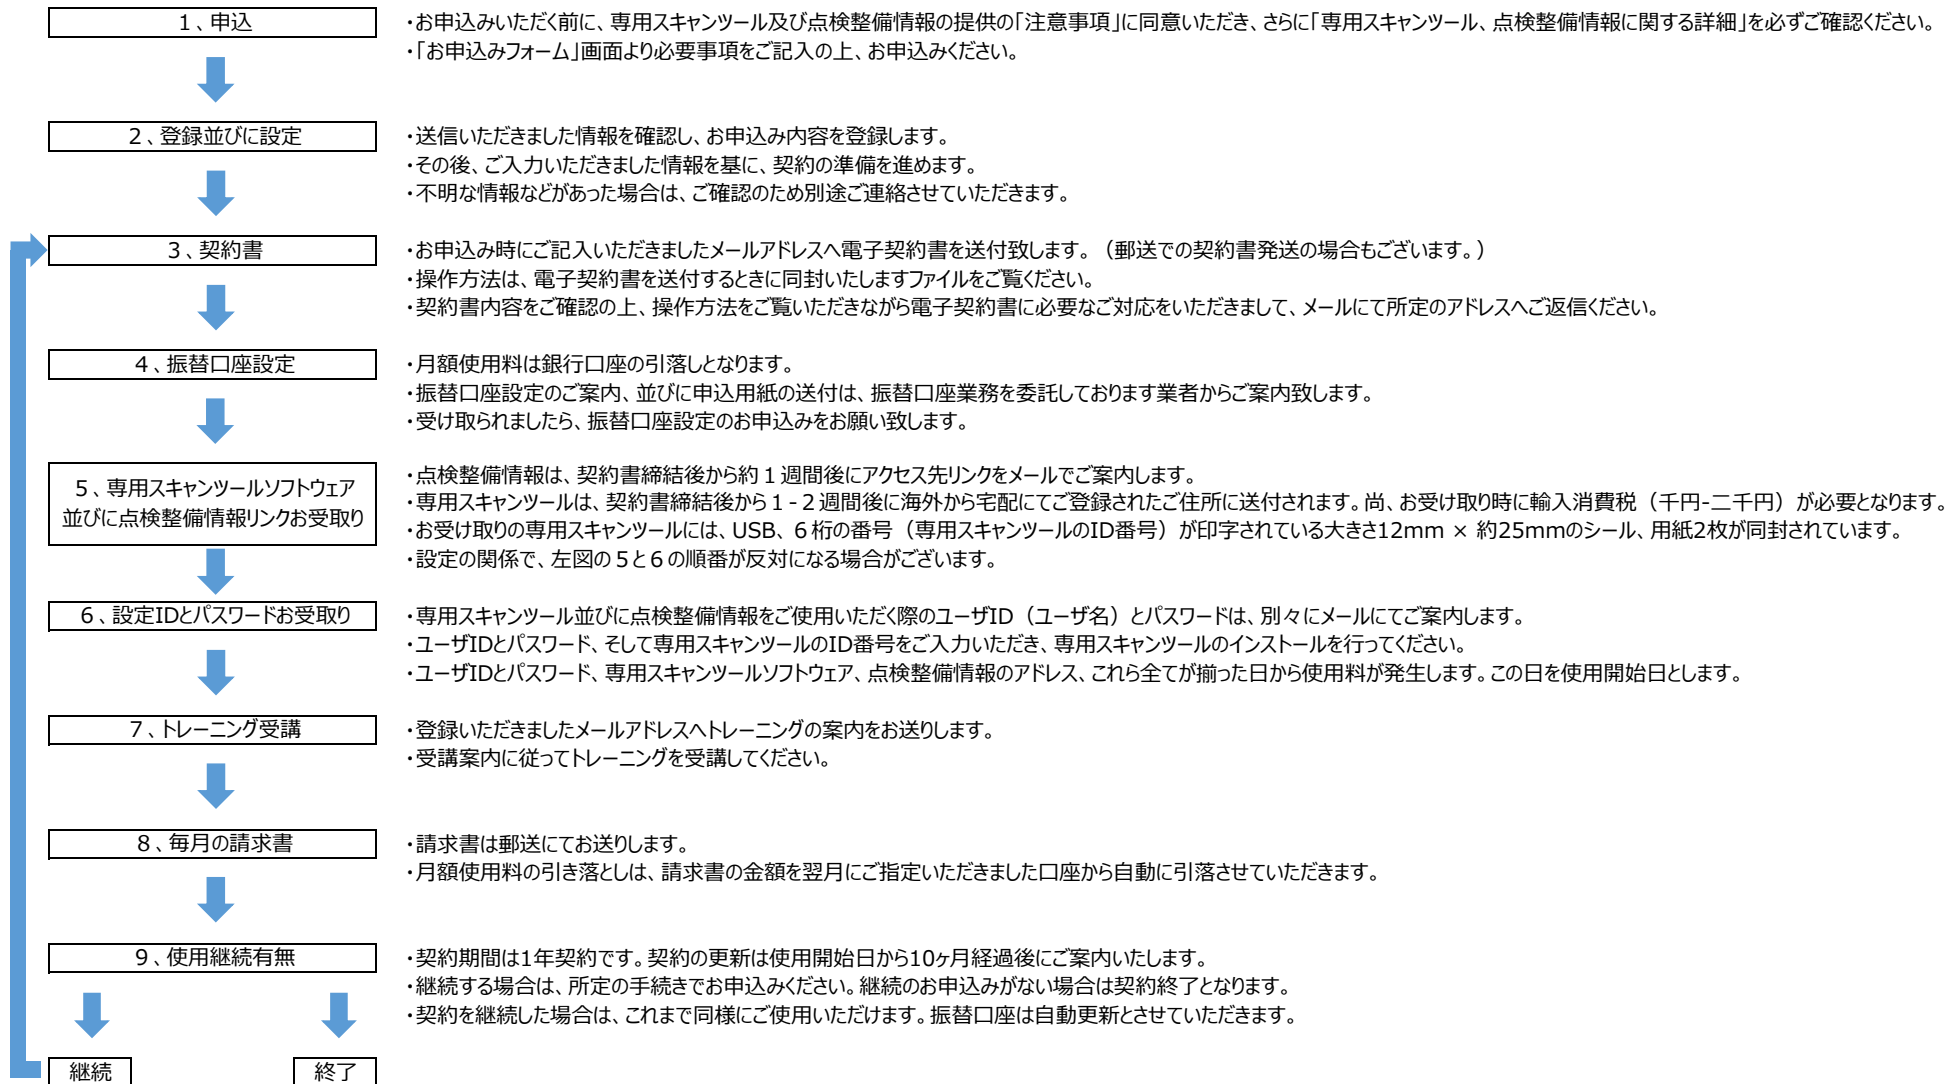 1、申込
・お申込みいただく前に、専用スキャンツール及び点検整備情報の提供の「注意事項」に同意いただき、さらに「専用スキャンツール、点検整備情報に関する詳細」を必ずご確認ください。
・「お申込みフォーム」画面より必要事項をご記入の上、お申込みください。
2、登録並びに設定
・送信いただきました情報を確認し、お申込み内容を登録します。
・その後、ご入力いただきました情報を基に、契約の準備を進めます。
・不明な情報などがあった場合は、ご確認のため別途ご連絡させていただきます。
3、契約書
・お申込み時にご記入いただきましたメールアドレスへ電子契約書を送付致します。（郵送での契約書発送の場合もございます。）
・操作方法は、電子契約書を送付するときに同封いたしますファイルをご覧ください。
・契約書内容をご確認の上、操作方法をご覧いただきながら電子契約書に必要なご対応をいただきまして、メールにて所定のアドレスへご返信ください。
4、振替口座設定
・月額使用料は銀行口座の引落しとなります。
・振替口座設定のご案内、並びに申込用紙の送付は、振替口座業務を委託しております業者からご案内致します。
・受け取られましたら、振替口座設定のお申込みをお願い致します。
5、専用スキャンツールソフトウェア
並びに点検整備情報リンクお受取り
・点検整備情報は、契約書締結後から約１週間後にアクセス先リンクをメールでご案内します。
・専用スキャンツールは、契約書締結後から１-２週間後に海外から宅配にてご登録されたご住所に送付されます。尚、お受け取り時に輸入消費税（千円-二千円）が必要となります。
・お受け取りの専用スキャンツールには、USB、６桁の番号（専用スキャンツールのID番号）が印字されている大きさ12mm × 約25mmのシール、用紙2枚が同封されています。
・設定の関係で、左図の５と６の順番が反対になる場合がございます。
6、設定IDとパスワードお受取り
・専用スキャンツール並びに点検整備情報をご使用いただく際のユーザID（ユーザ名）とパスワードは、別々にメールにてご案内します。
・ユーザIDとパスワード、そして専用スキャンツールのID番号をご入力いただき、専用スキャンツールのインストールを行ってください。
・ユーザIDとパスワード、専用スキャンツールソフトウェア、点検整備情報のアドレス、これら全てが揃った日から使用料が発生します。この日を使用開始日とします。
7、トレーニング受講
・登録いただきましたメールアドレスへトレーニングの案内をお送りします。
・受講案内に従ってトレーニングを受講してください。
8、毎月の請求書
・請求書は郵送にてお送りします。
・月額使用料の引き落としは、請求書の金額を翌月にご指定いただきました口座から自動に引落させていただきます。
9、使用継続有無
・契約期間は1年契約です。契約の更新は使用開始日から10ヶ月経過後にご案内いたします。
・継続する場合は、所定の手続きでお申込みください。継続のお申込みがない場合は契約終了となります。
・契約を継続した場合は、これまで同様にご使用いただけます。振替口座は自動更新とさせていただきます。
継続
終了